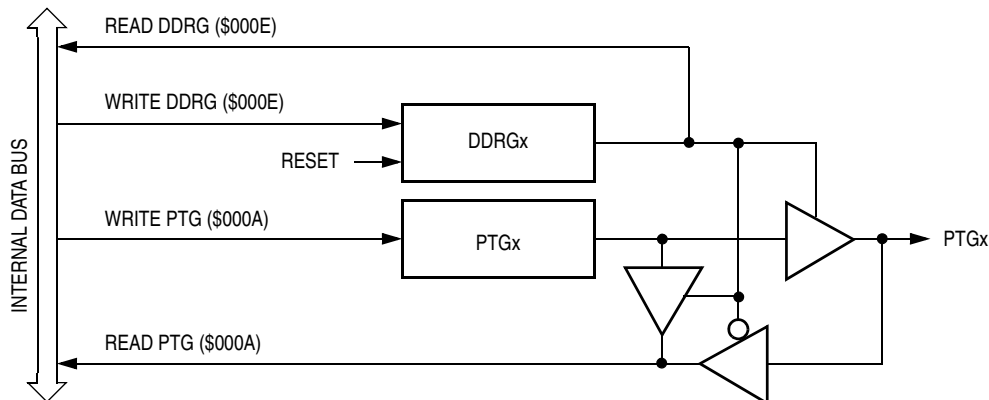 READ DDRG ($000E)
WRITE DDRG ($000E)
DDRGx
RESET
WRITE PTG ($000A)
PTGx
PTGx
READ PTG ($000A)
INTERNAL DATA BUS